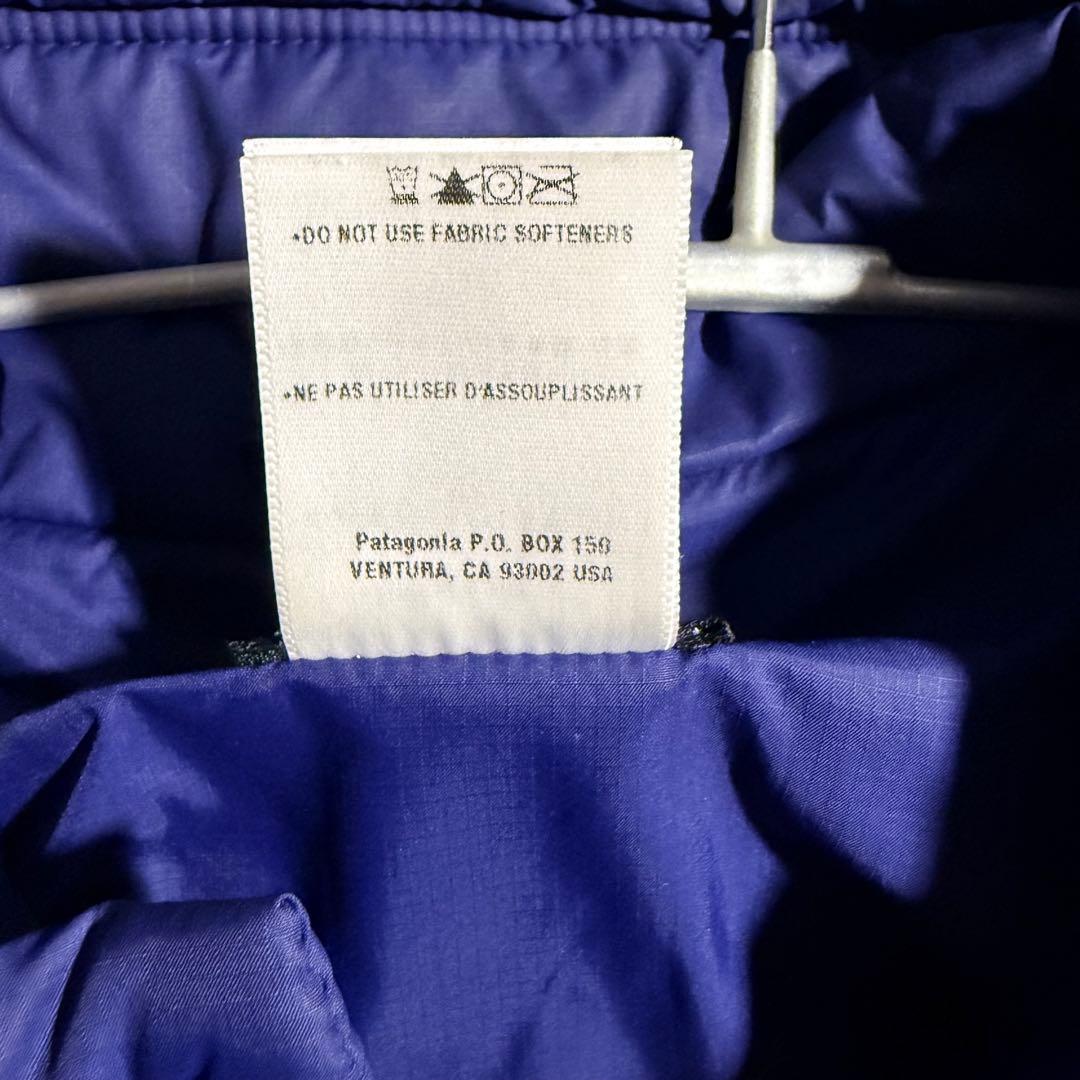 •DO NOT USE FABRIC SOFTENERS
•NE PAS UTILISER D'ASSOUPLISSANT
Patagonia P.O. BOX 150
VENTURA, CA 93002 USA